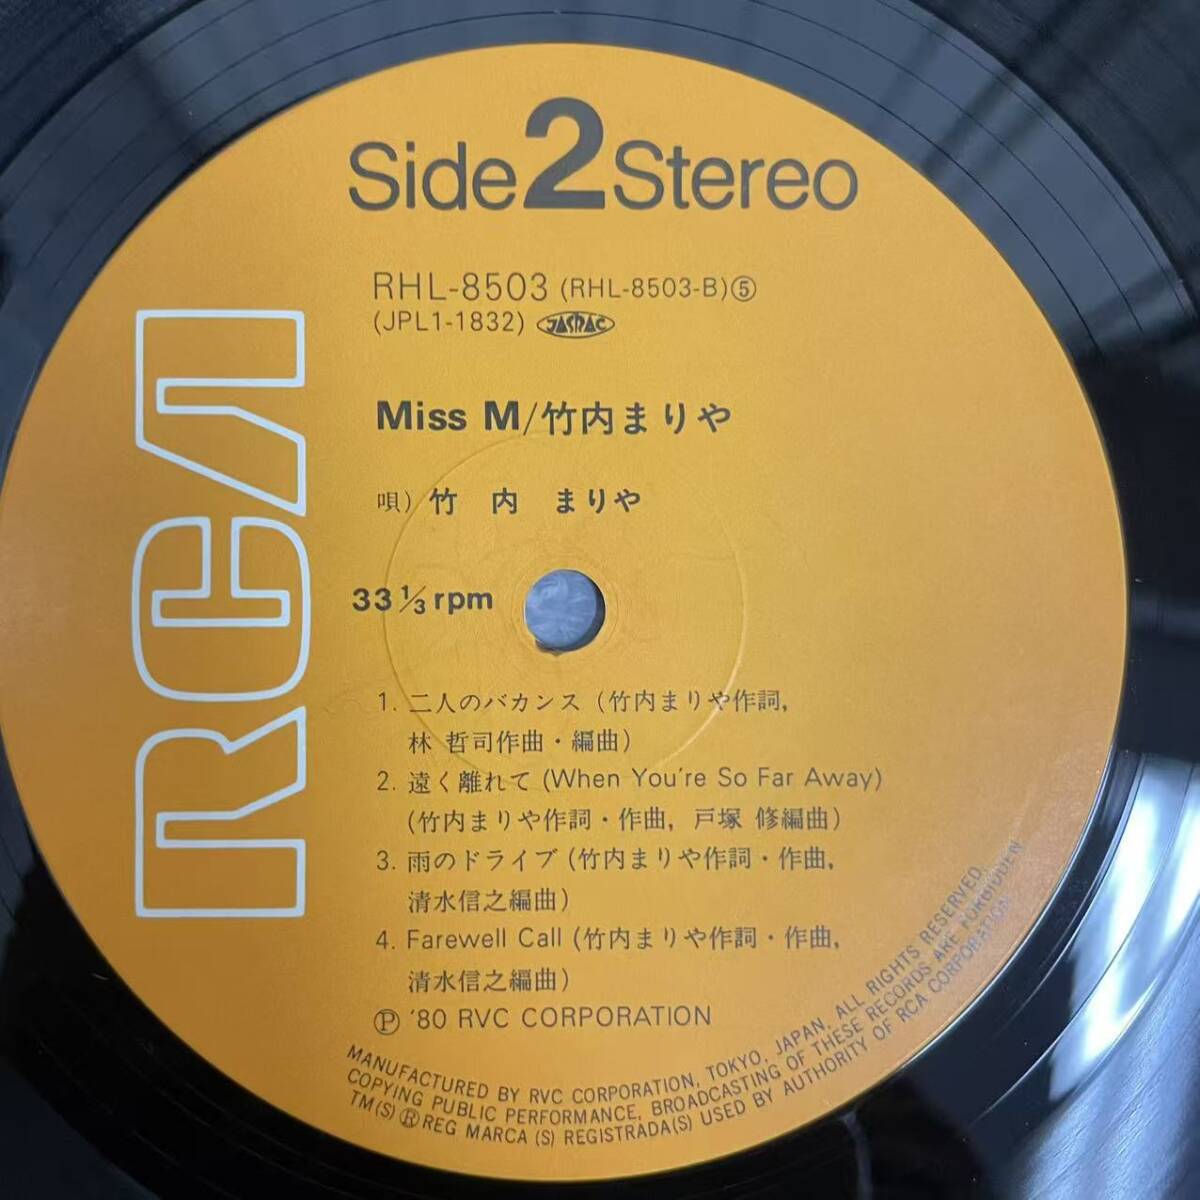 Side 2 Stereo
RHL-8503 (RHL-8503-B)⑤
(JPL1-1832) JASRAC
Miss M/竹内まりや
唄) 竹 内 まりや
33 1/3 rpm
RCA
1. 二人のバカンス (竹内まりや作詞,
林 哲司作曲・編曲)
2. 遠く離れて (When You're So Far Away)
(竹内まりや作詞・作曲, 戸塚 修編曲)
3. 雨のドライブ (竹内まりや作詞・作曲,
清水信之編曲)
4. Farewell Call (竹内まりや作詞・作曲,
清水信之編曲)
Ⓟ '80 RVC CORPORATION
MANUFACTURED BY RVC CORPORATION, TOKYO, JAPAN, ALL RIGHTS RESERVED,
COPYING PUBLIC PERFORMANCE, BROADCASTING OF THESE RECORDS ARE FORBIDDEN
TM(S) ® REG MARCA (S) REGISTRADA(S) USED BY AUTHORITY OF RCA CORPORATION